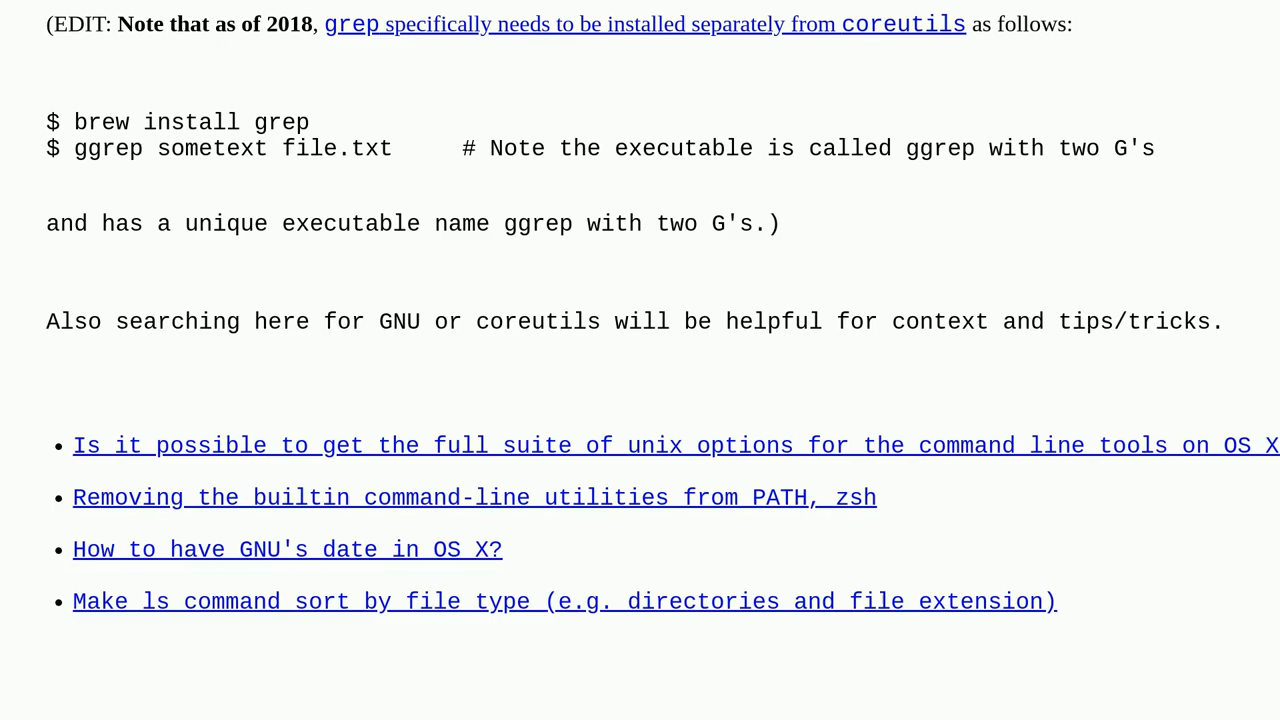 (EDIT: Note that as of 2018, grep specifically needs to be installed separately from coreutils as follows:
$ brew install grep
$ ggrep sometext file.txt     # Note the executable is called ggrep with two G's
and has a unique executable name ggrep with two G's.)
Also searching here for GNU or coreutils will be helpful for context and tips/tricks.
• Is it possible to get the full suite of unix options for the command line tools on OS X
• Removing the builtin command-line utilities from PATH, zsh
• How to have GNU's date in OS X?
• Make ls command sort by file type (e.g. directories and file extension)